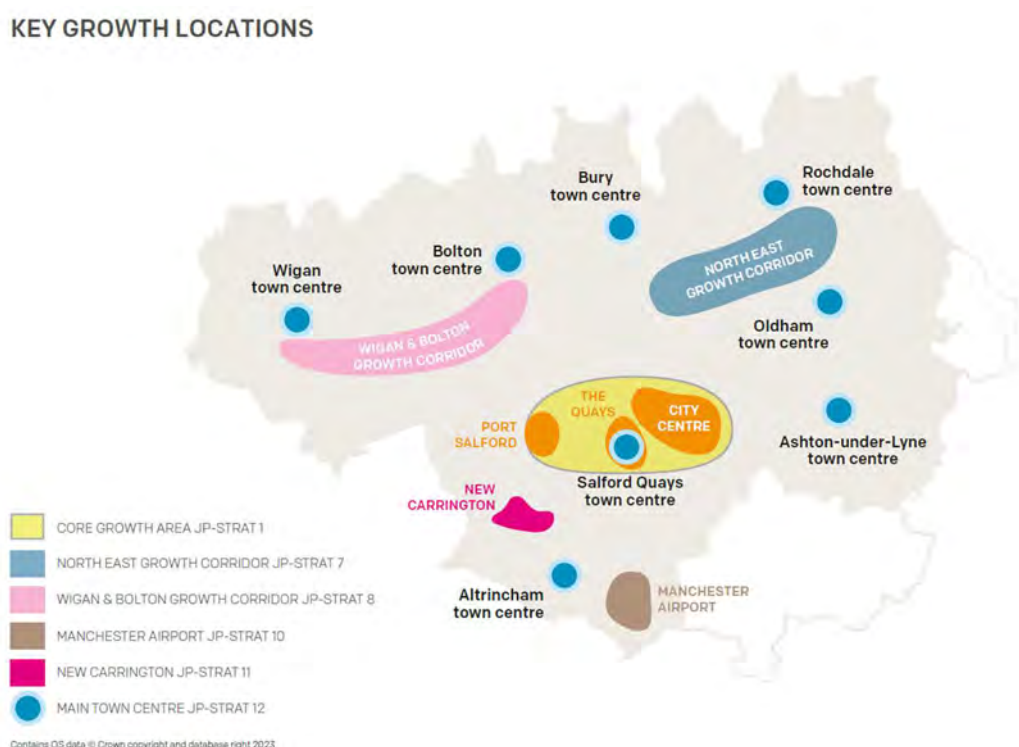 KEY GROWTH LOCATIONS
Rochdale
town centre
Bury
town centre
Bolton
town centre
NORTH EAST
GROWTH CORRIDOR
Wigan
town centre
Oldham
town centre
WIGAN & BOLTON
GROWTH CORRIDOR
THE
QUAYS
CITY
CENTRE
PORT
SALFORD
Ashton-under-Lyne
town centre
Salford Quays
town centre
NEW
CARRINGTON
Altrincham
town centre
MANCHESTER
AIRPORT
CORE GROWTH AREA JP-STRAT 1
NORTH EAST GROWTH CORRIDOR JP-STRAT 7
WIGAN & BOLTON GROWTH CORRIDOR JP-STRAT 8
MANCHESTER AIRPORT JP-STRAT 10
NEW CARRINGTON JP-STRAT 11
MAIN TOWN CENTRE JP-STRAT 12
Contains OS data © Crown copyright and database right 2023